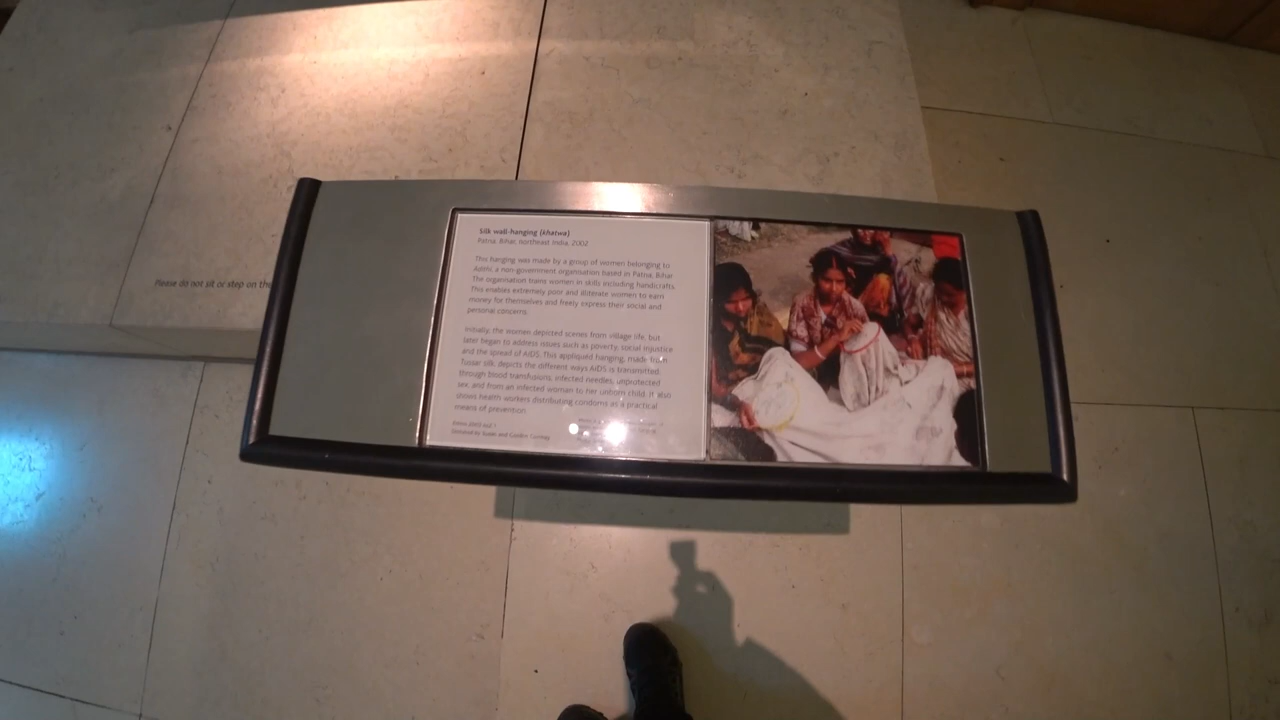 Silk wall-hanging (khatwa)
Patna, Bihar, northeast India, 2002
This hanging was made by a group of women belonging to
Adithi, a non-government organisation based in Patna, Bihar.
The organisation trains women in skills including handicrafts.
This enables extremely poor and illiterate women to earn
money for themselves and freely express their social and
personal concerns.
Initially, the women depicted scenes from village life, but
later began to address issues such as poverty, social injustice
and the spread of AIDS. This appliquéd hanging, made from
Tussar silk, depicts the different ways AIDS is transmitted:
through blood transfusions, infected needles, unprotected
sex, and from an infected woman to her unborn child. It also
shows health workers distributing condoms as a practical
means of prevention.
Donated by Susan and Gordon
Please do not sit or step on the